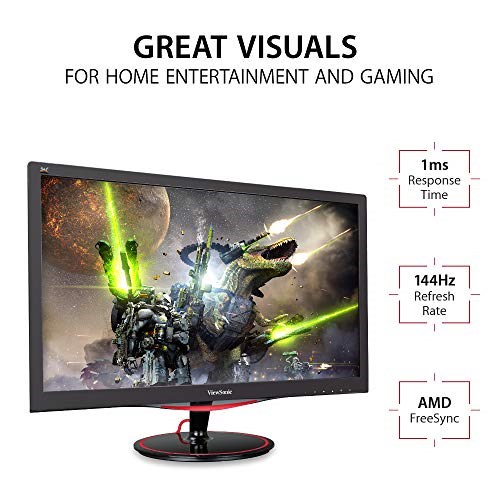 GREAT VISUALS
FOR HOME ENTERTAINMENT AND GAMING
1ms
Response
Time
144Hz
Refresh
Rate
ViewSonic
AMD
FreeSync